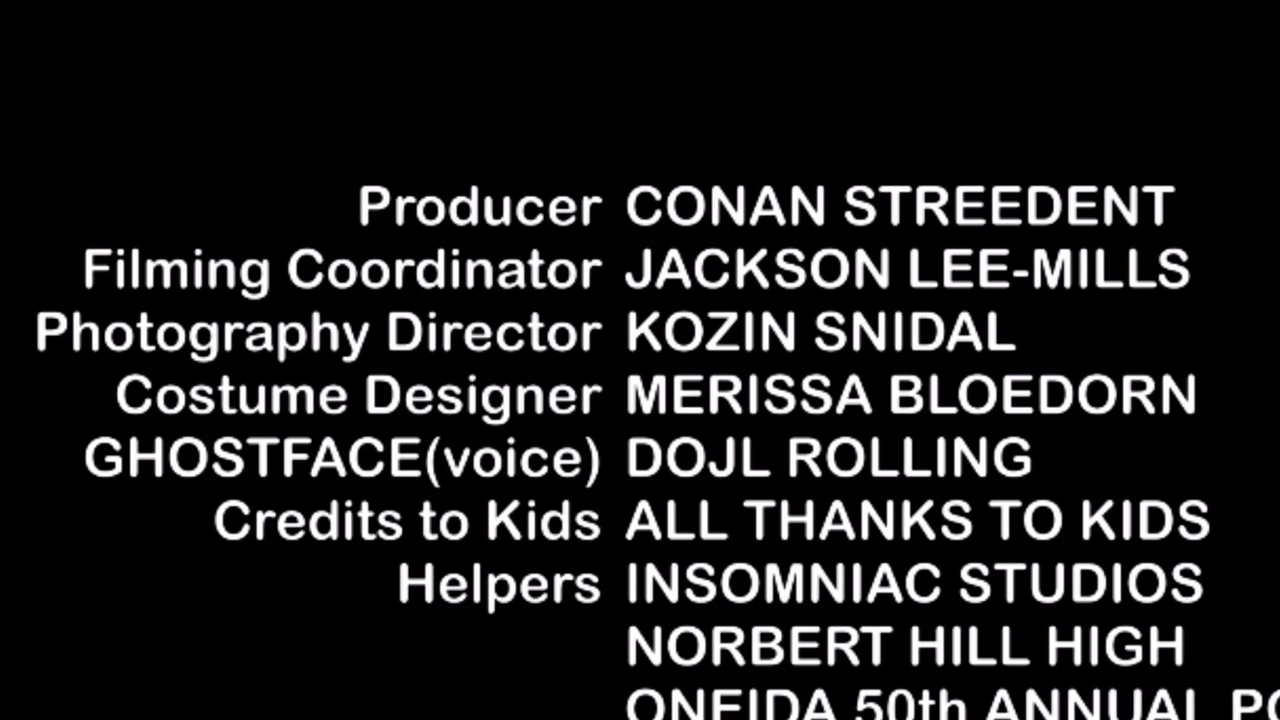 Producer CONAN STREEDENT
Filming Coordinator JACKSON LEE-MILLS
Photography Director KOZIN SNIDAL
Costume Designer MERISSA BLOEDORN
GHOSTFACE(voice) DOJL ROLLING
Credits to Kids ALL THANKS TO KIDS
Helpers INSOMNIAC STUDIOS
NORBERT HILL HIGH
ONEIDA 50th ANNUAL